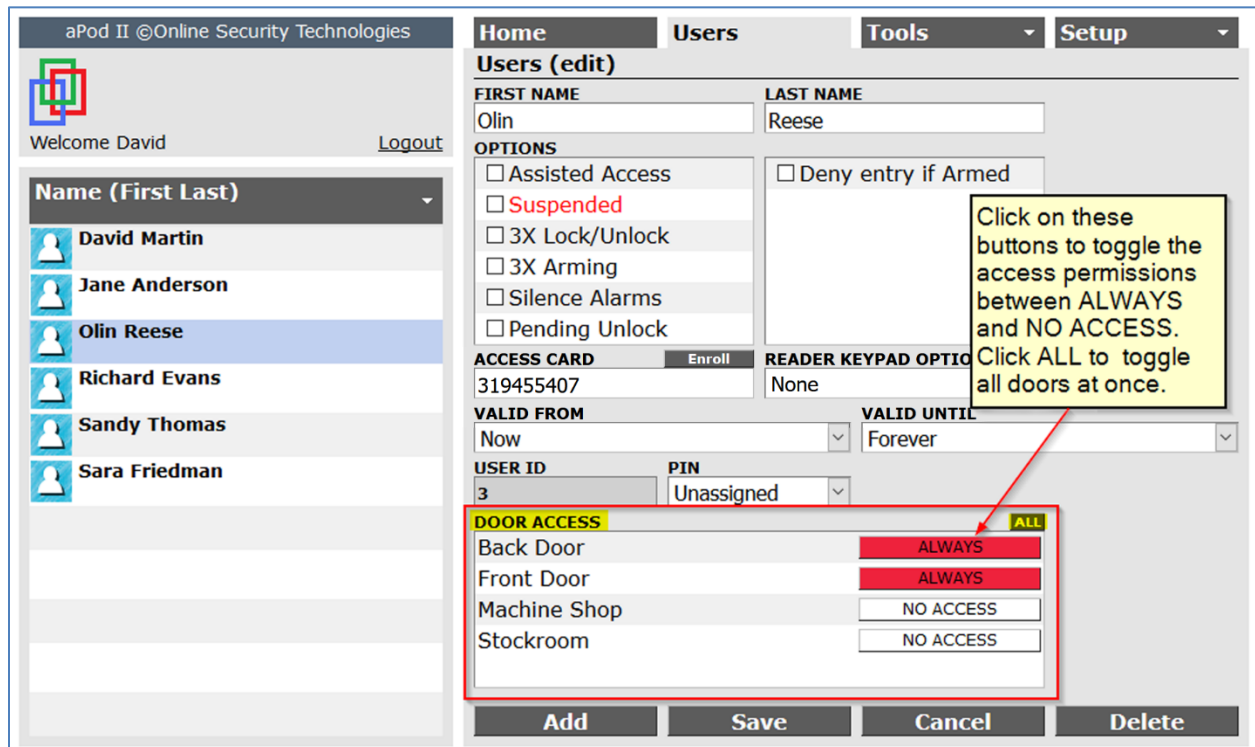 aPod II ©Online Security Technologies
Welcome David
Logout
Name (First Last)
David Martin
Jane Anderson
Olin Reese
Richard Evans
Sandy Thomas
Sara Friedman
Home
Users
Tools
Setup
Users (edit)
FIRST NAME
LAST NAME
Olin
Reese
OPTIONS
Assisted Access
Suspended
3X Lock/Unlock
3X Arming
Silence Alarms
Pending Unlock
Deny entry if Armed
Click on these
buttons to toggle the
access permissions
between ALWAYS
and NO ACCESS.
Click ALL to toggle
all doors at once.
ACCESS CARD
Enroll
READER KEYPAD
319455407
None
VALID FROM
VALID UNTIL
Now
Forever
USER ID
PIN
3
Unassigned
DOOR ACCESS
ALL
Back Door
ALWAYS
Front Door
ALWAYS
Machine Shop
NO ACCESS
Stockroom
NO ACCESS
Add
Save
Cancel
Delete